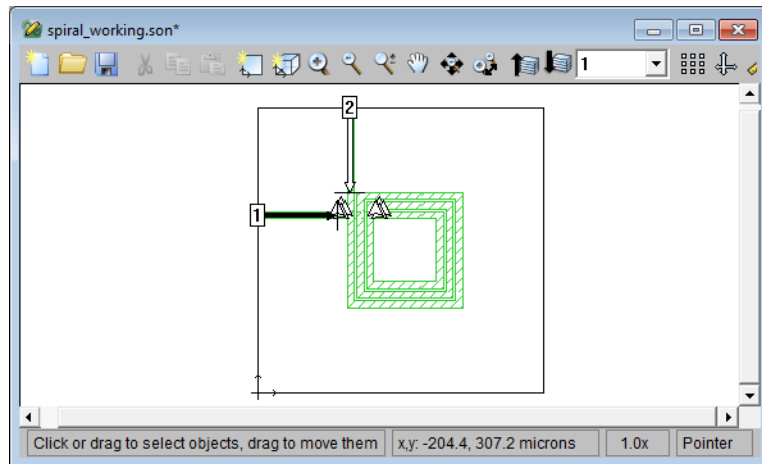 spiral_working.son*
1
2
1
Click or drag to select objects, drag to move them
x,y: -204.4, 307.2 microns
1.0x
Pointer